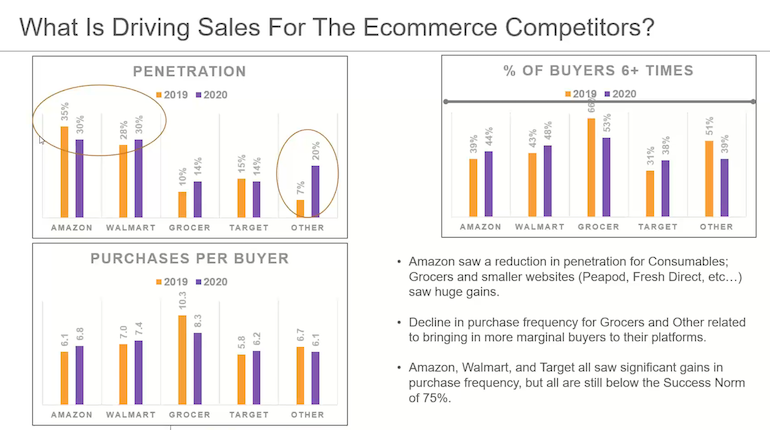 What Is Driving Sales For The Ecommerce Competitors?
PENETRATION
2019 2020
35% 30% 28% 30% 10% 14% 15% 14% 7% 20%
AMAZON WALMART GROCER TARGET OTHER
% OF BUYERS 6+ TIMES
2019 2020
39% 44% 43% 48% 66% 53% 31% 38% 51% 39%
AMAZON WALMART GROCER TARGET OTHER
PURCHASES PER BUYER
2019 2020
6.1 6.8 7.0 7.4 10.3 8.3 5.8 6.2 6.7 6.1
AMAZON WALMART GROCER TARGET OTHER
• Amazon saw a reduction in penetration for Consumables;
Grocers and smaller websites (Peapod, Fresh Direct, etc…)
saw huge gains.
• Decline in purchase frequency for Grocers and Other related
to bringing in more marginal buyers to their platforms.
• Amazon, Walmart, and Target all saw significant gains in
purchase frequency, but all are still below the Success Norm
of 75%.